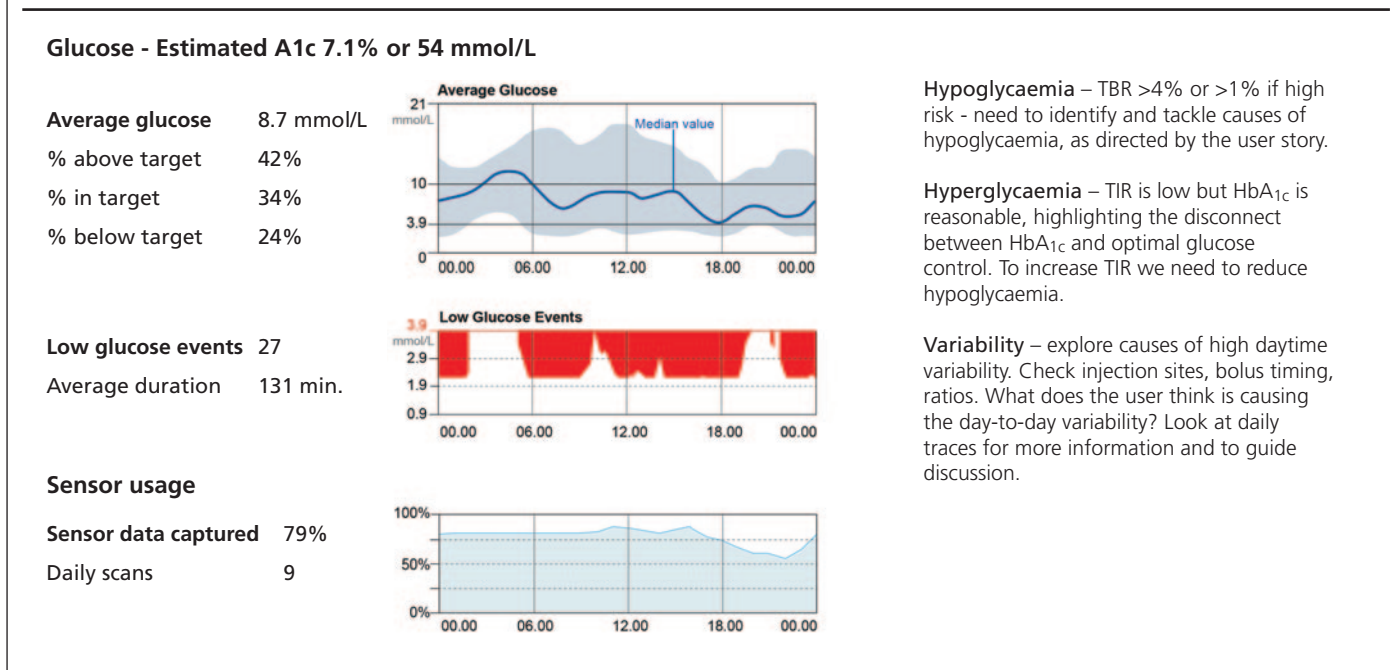 Glucose - Estimated A1c 7.1% or 54 mmol/L
Average glucose 8.7 mmol/L
% above target 42%
% in target 34%
% below target 24%
Average Glucose
21
mmol/L
Median value
10
3.9
0
00.00 06.00 12.00 18.00 00.00
Low glucose events 27
Average duration 131 min.
Low Glucose Events
3.9
mmol/L
2.9
1.9
0.9
00.00 06.00 12.00 18.00 00.00
Sensor usage
Sensor data captured 79%
Daily scans 9
100%
50%
0%
00.00 06.00 12.00 18.00 00.00
Hypoglycaemia – TBR >4% or >1% if high
risk - need to identify and tackle causes of
hypoglycaemia, as directed by the user story.
Hyperglycaemia – TIR is low but HbA1c is
reasonable, highlighting the disconnect
between HbA1c and optimal glucose
control. To increase TIR we need to reduce
hypoglycaemia.
Variability – explore causes of high daytime
variability. Check injection sites, bolus timing,
ratios. What does the user think is causing
the day-to-day variability? Look at daily
traces for more information and to guide
discussion.